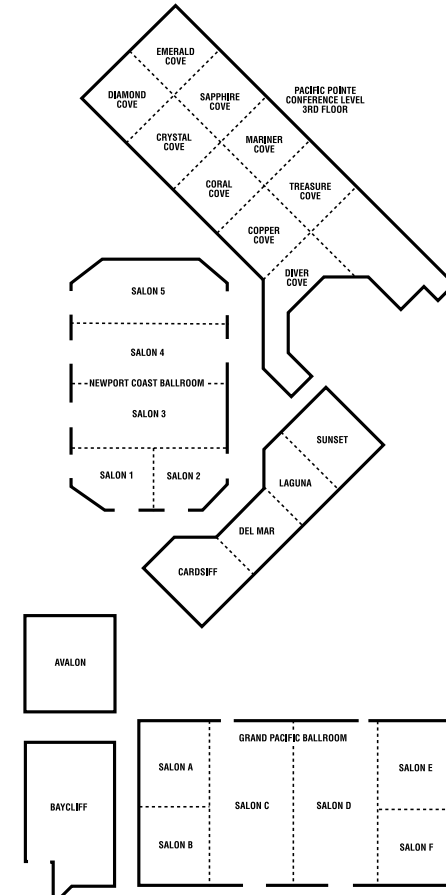 EMERALD
COVE
DIAMOND
COVE
SAPPHIRE
COVE
PACIFIC POINTE
CONFERENCE LEVEL
3RD FLOOR
CRYSTAL
COVE
MARINER
COVE
CORAL
COVE
TREASURE
COVE
COPPER
COVE
DIVER
COVE
SALON 5
SALON 4
NEWPORT COAST BALLROOM
SALON 3
SALON 1
SALON 2
SUNSET
LAGUNA
DEL MAR
CARDSIFF
AVALON
GRAND PACIFIC BALLROOM
SALON A
SALON E
BAYCLIFF
SALON C
SALON D
SALON B
SALON F